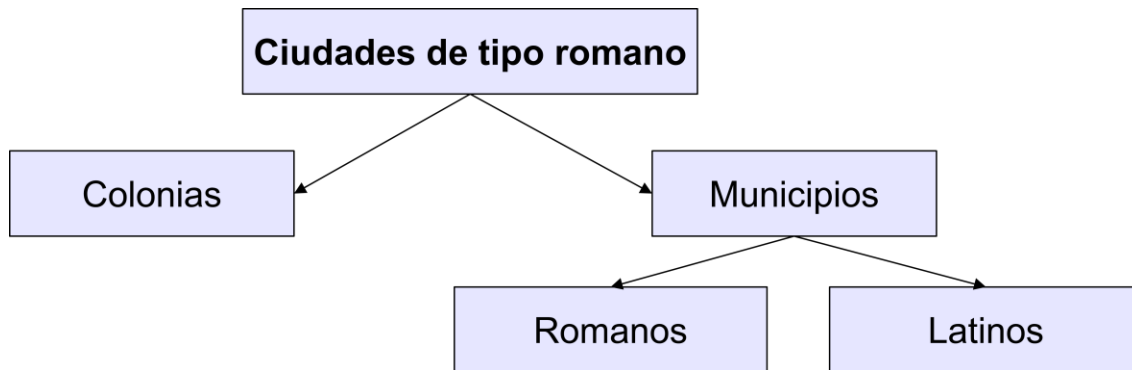 Ciudades de tipo romano
Colonias
Municipios
Romanos
Latinos